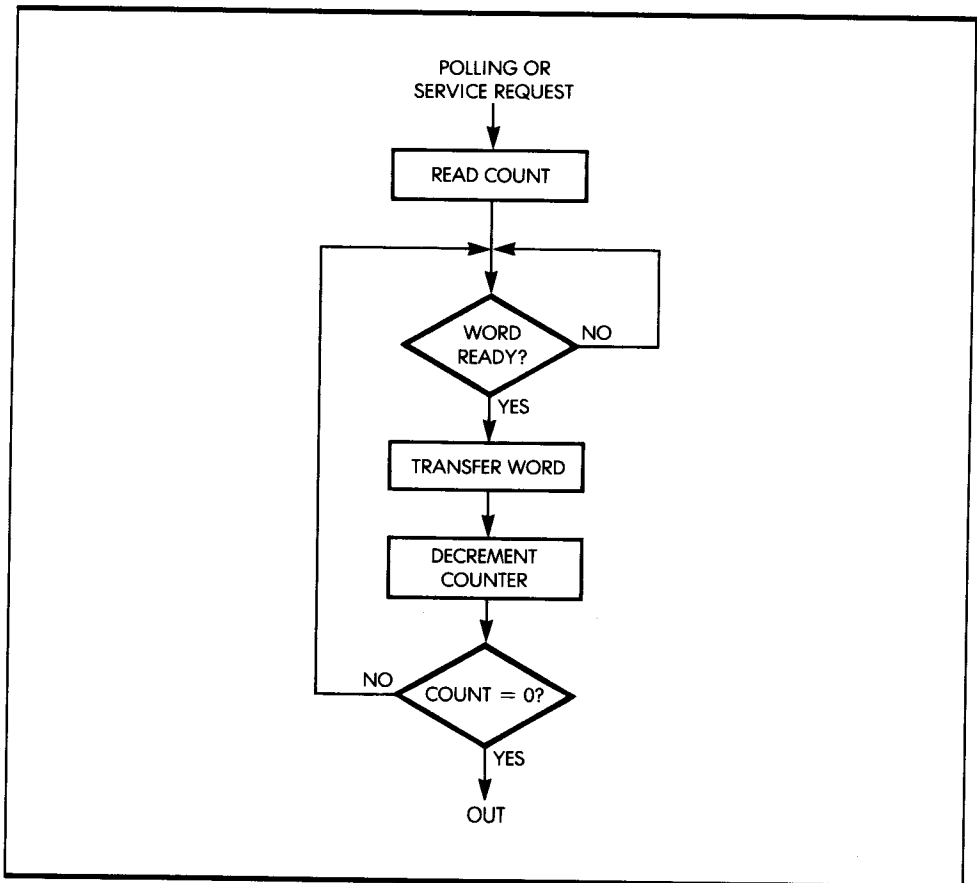 POLLING OR
SERVICE REQUEST
READ COUNT
WORD
READY?
NO
YES
TRANSFER WORD
DECREMENT
COUNTER
NO
COUNT = 0?
YES
OUT